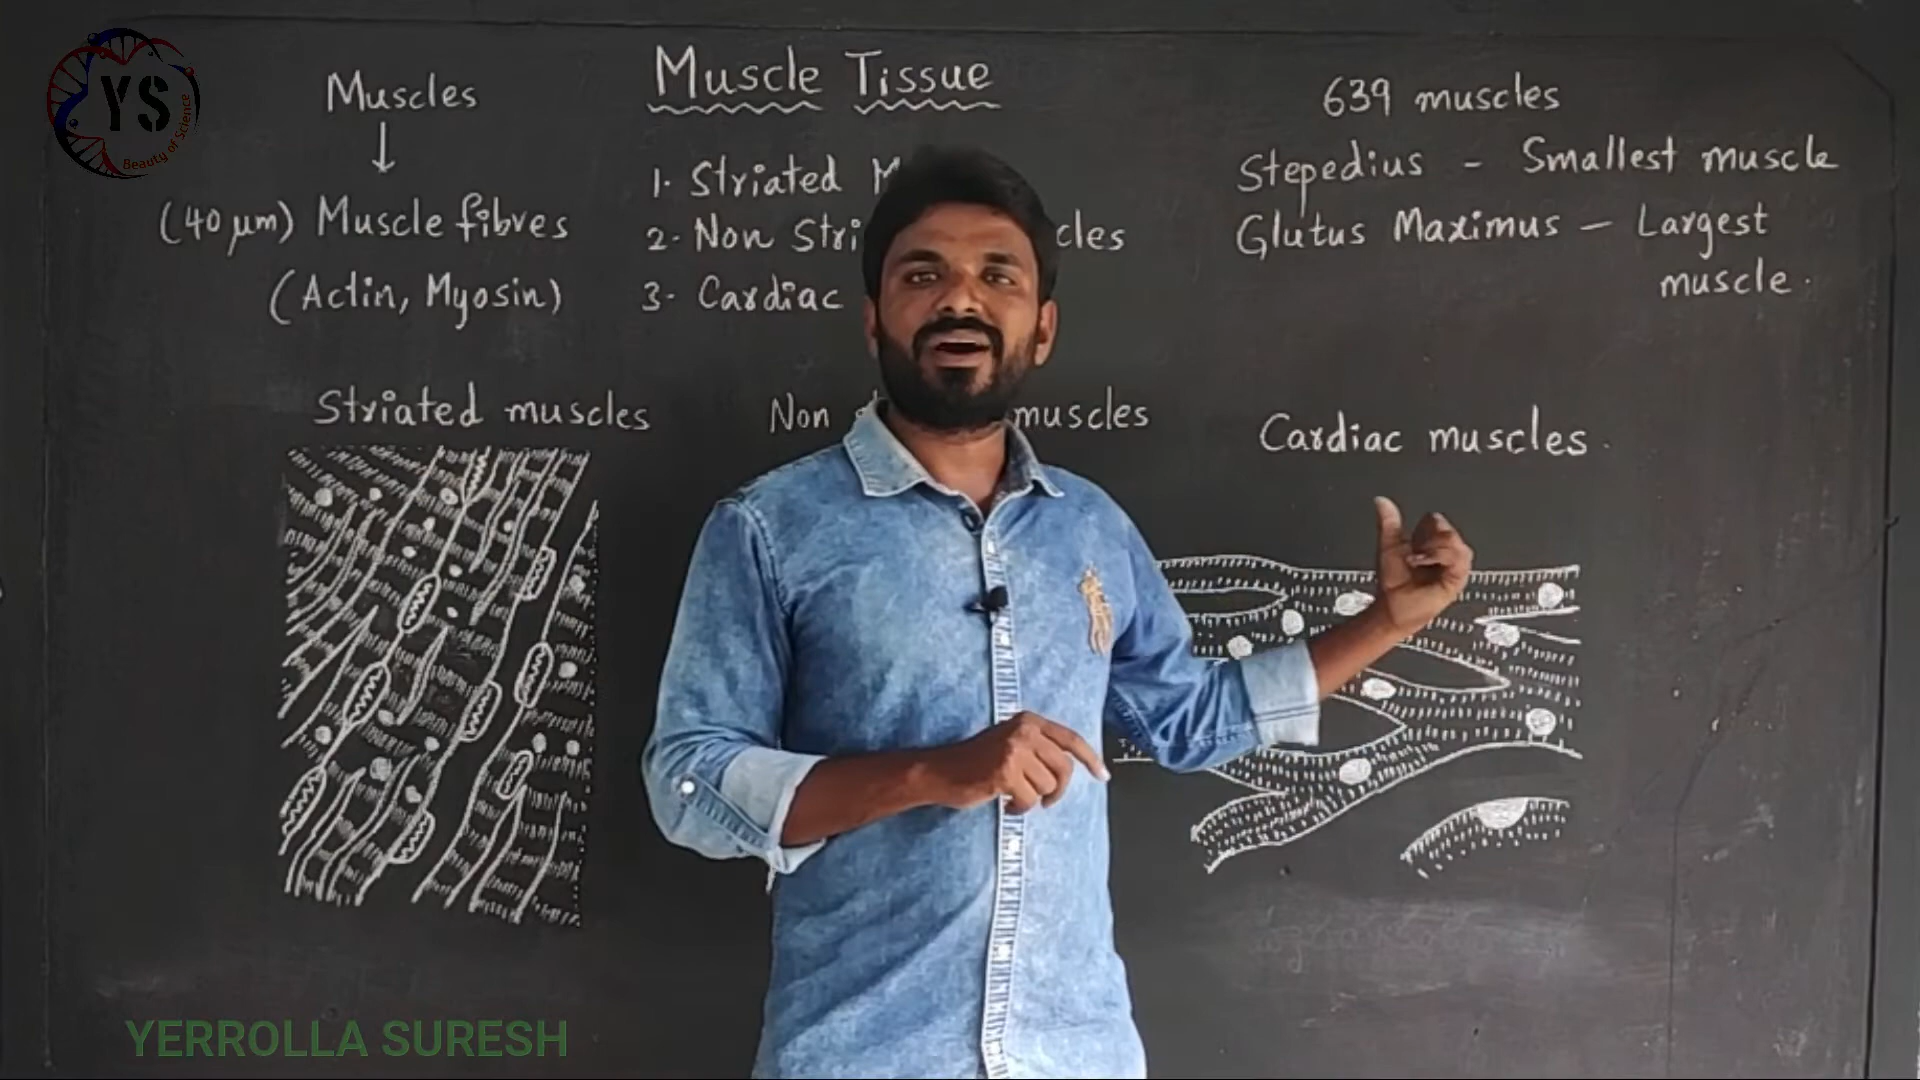 YS
Beauty of Science
Muscles
(40 µm) Muscle fibres
(Actin, Myosin)
Muscle Tissue
1. Striated M
2- Non Stri cles
3- Cardiac
639 muscles
Stepedius - Smallest muscle
Glutus Maximus - Largest
muscle.
Striated muscles
Non muscles
Cardiac muscles.
YERROLLA SURESH